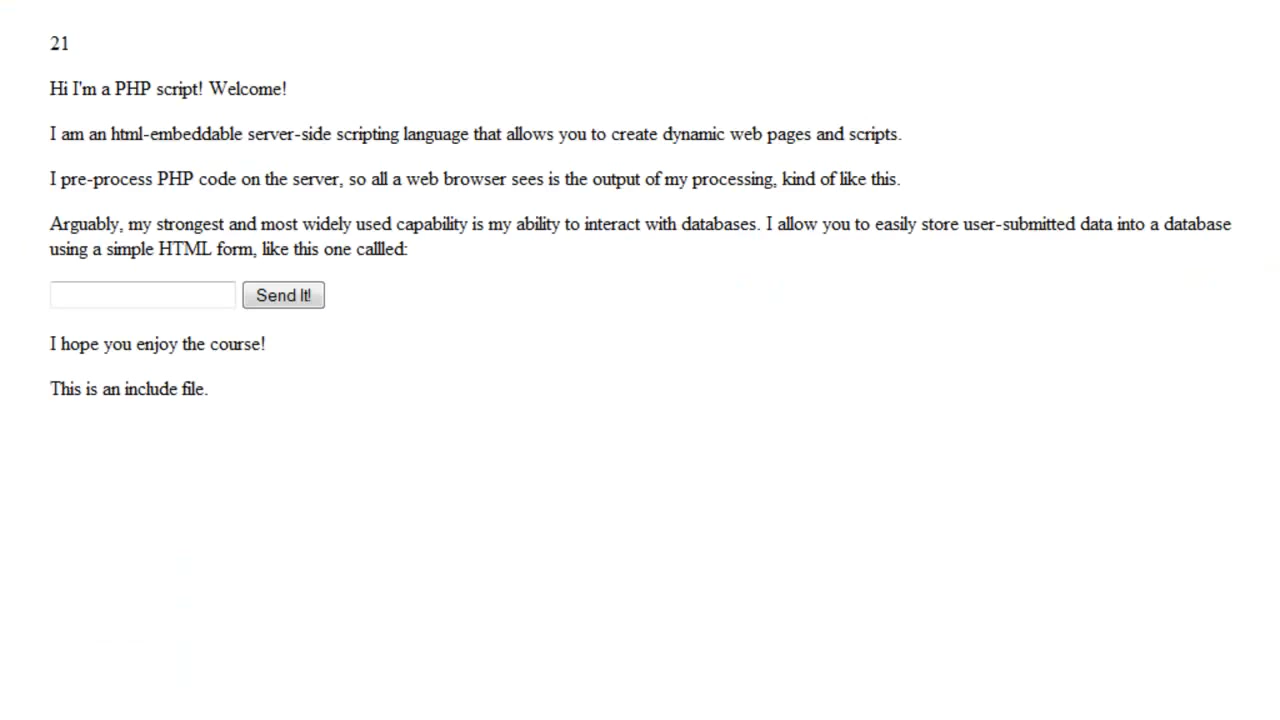 21
Hi I'm a PHP script! Welcome!
I am an html-embeddable server-side scripting language that allows you to create dynamic web pages and scripts.
I pre-process PHP code on the server, so all a web browser sees is the output of my processing, kind of like this.
Arguably, my strongest and most widely used capability is my ability to interact with databases. I allow you to easily store user-submitted data into a database
using a simple HTML form, like this one callled:
Send It!
I hope you enjoy the course!
This is an include file.